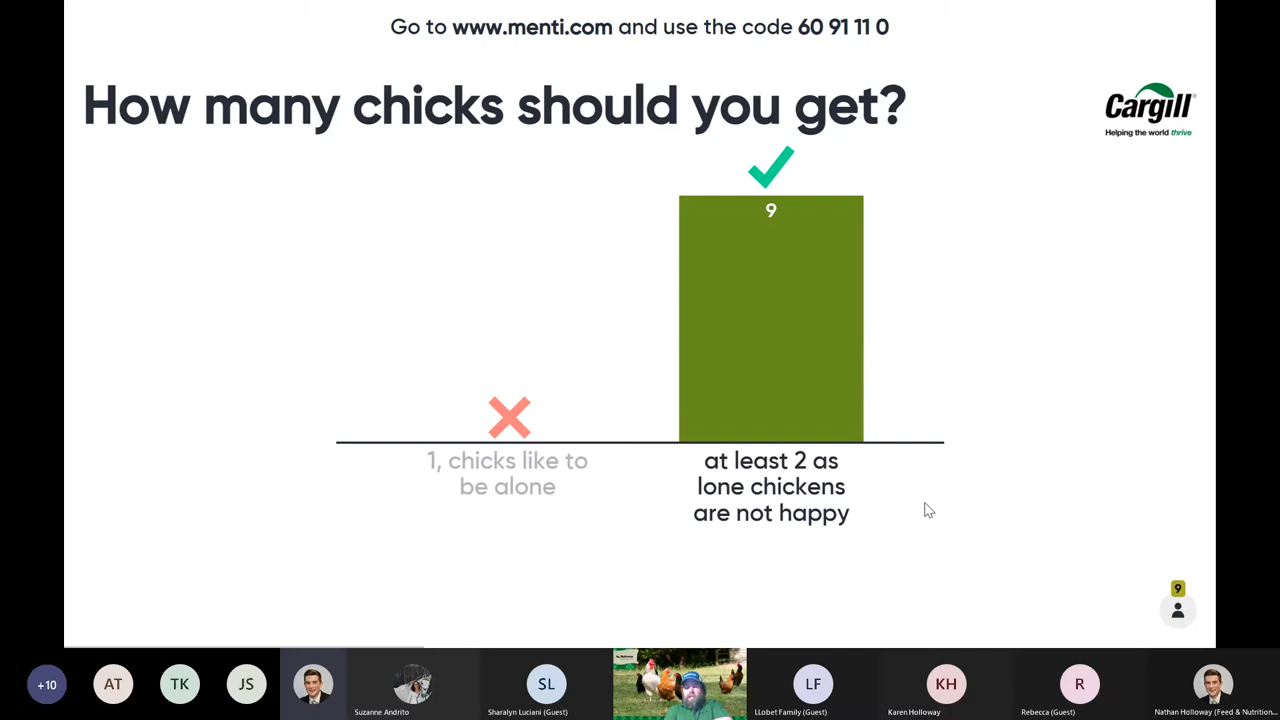 Go to www.menti.com and use the code 60 91 11 0
How many chicks should you get?
Cargill®
Helping the world thrive
9
1, chicks like to
be alone
at least 2 as
lone chickens
are not happy
9
+10
AT
TK
JS
Suzanne Andrito
SL
Sharalyn Luciani (Guest)
LF
LLobet Family (Guest)
KH
Karen Holloway
R
Rebecca (Guest)
Nathan Holloway (Feed & Nutrition...